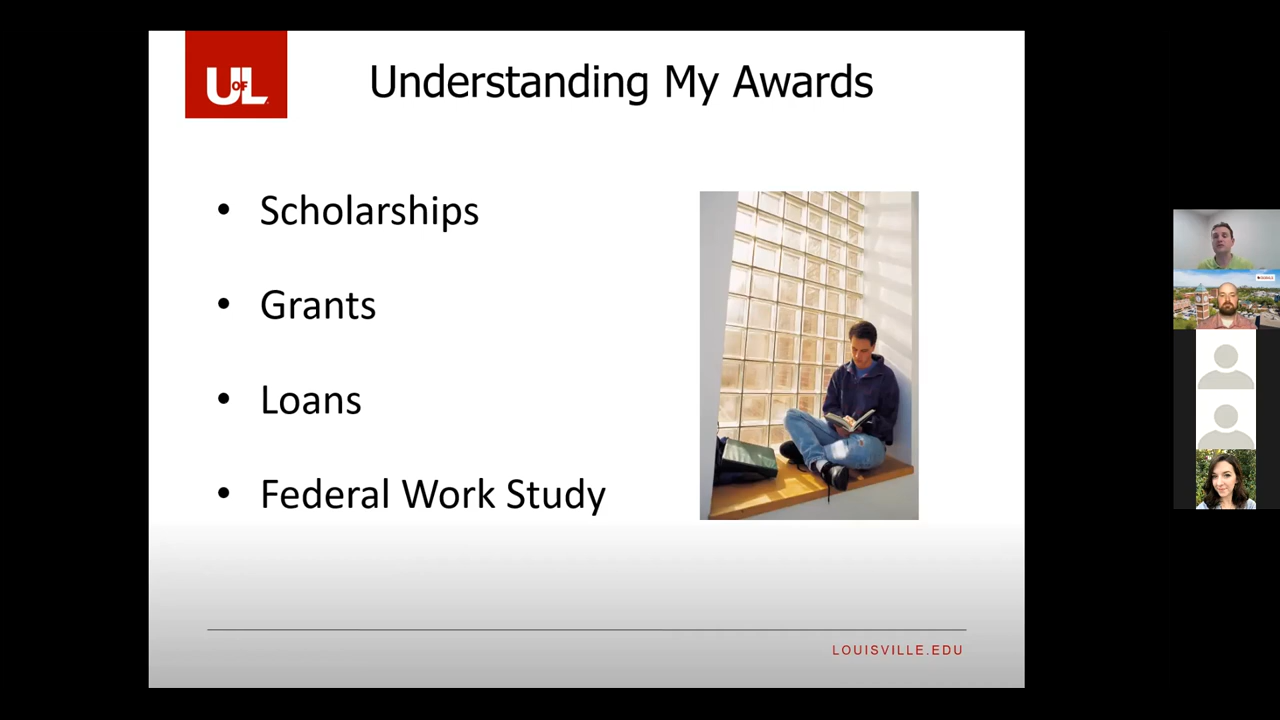 UOFL
Understanding My Awards
• Scholarships
• Grants
• Loans
• Federal Work Study
LOUISVILLE.EDU